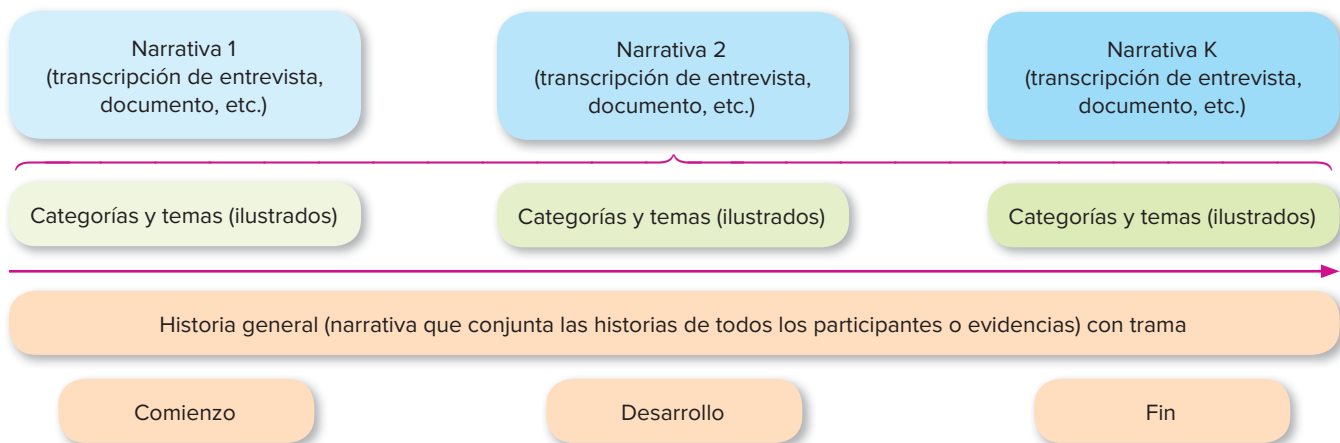 Narrativa 1
(transcripción de entrevista,
documento, etc.)
Narrativa 2
(transcripción de entrevista,
documento, etc.)
Narrativa K
(transcripción de entrevista,
documento, etc.)
Categorías y temas (ilustrados)
Categorías y temas (ilustrados)
Categorías y temas (ilustrados)
Historia general (narrativa que conjunta las historias de todos los participantes o evidencias) con trama
Comienzo
Desarrollo
Fin